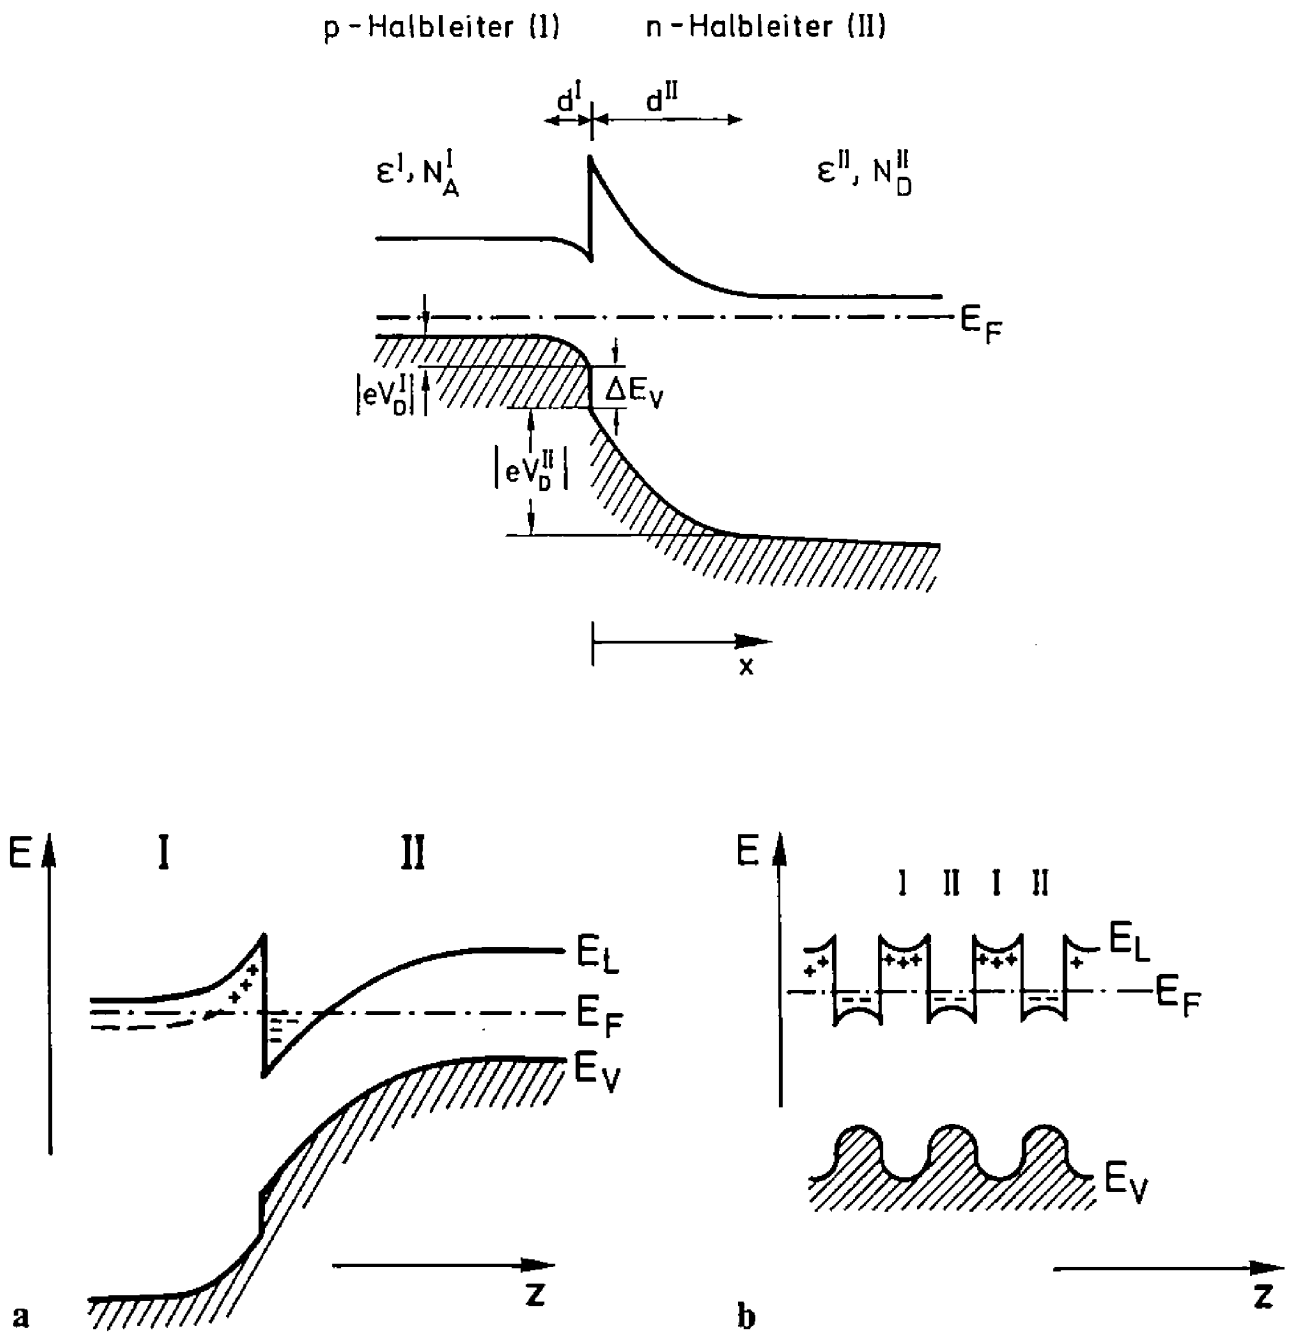 p-Halbleiter (I) n-Halbleiter (II)
d^I d^II
ε^I, N_A^I ε^II, N_D^II
E_F
|eV_D^I| ΔE_V
|eV_D^II|
x
E I II
E_L
E_F
E_V
z
a
E
I II I II
E_L
E_F
E_V
z
b